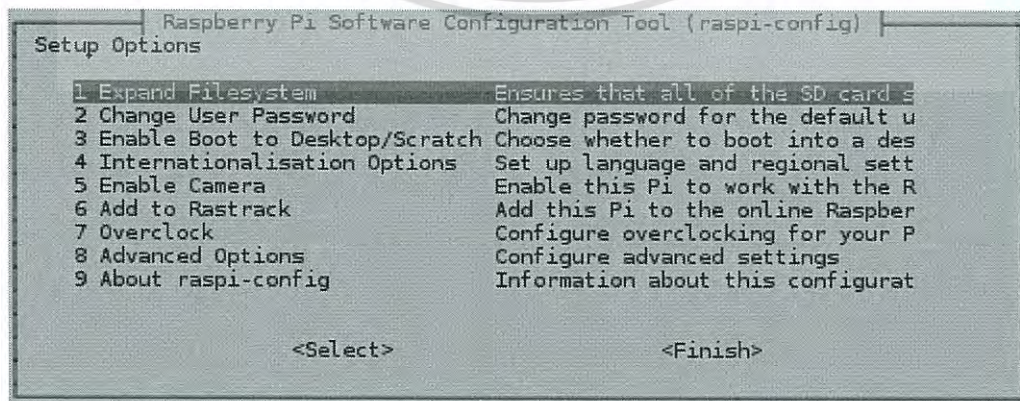 Raspberry Pi Software Configuration Tool (raspi-config)
Setup Options
1 Expand Filesystem Ensures that all of the SD card s
2 Change User Password Change password for the default u
3 Enable Boot to Desktop/Scratch Choose whether to boot into a des
4 Internationalisation Options Set up language and regional sett
5 Enable Camera Enable this Pi to work with the R
6 Add to Rastrack Add this Pi to the online Raspber
7 Overclock Configure overclocking for your P
8 Advanced Options Configure advanced settings
9 About raspi-config Information about this configurat
<Select> <Finish>